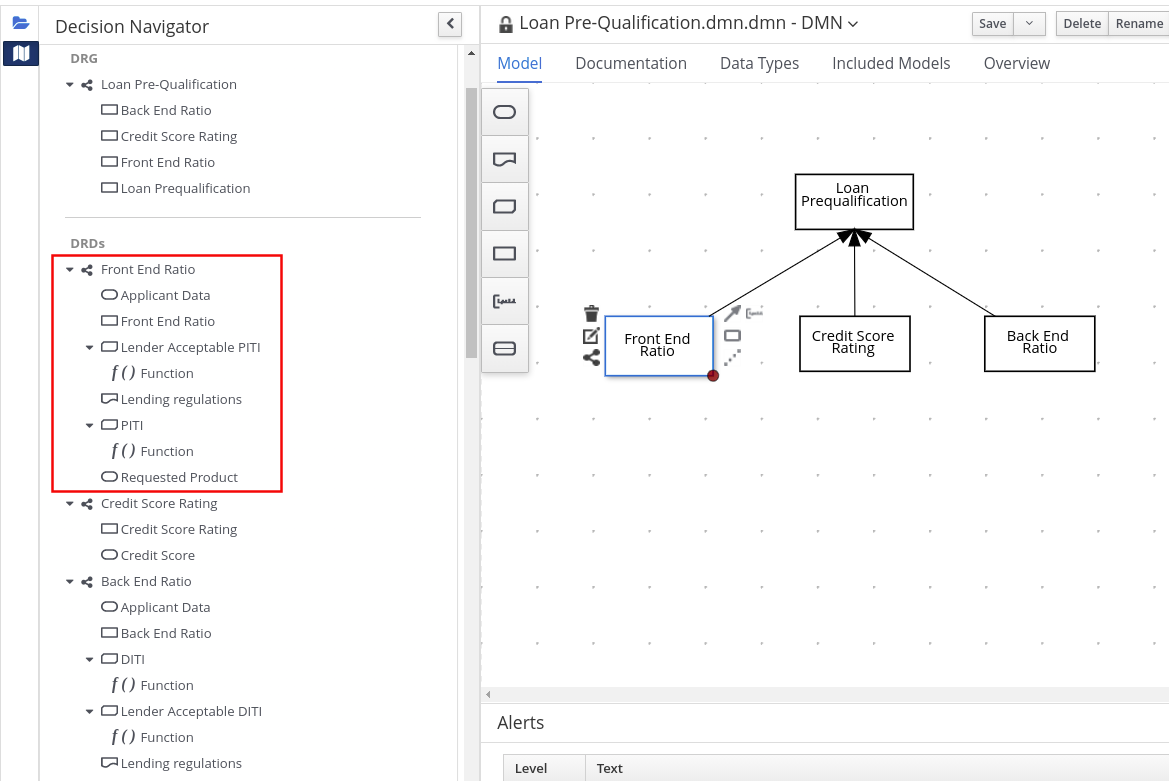 Decision Navigator
DRG
Loan Pre-Qualification
Back End Ratio
Credit Score Rating
Front End Ratio
Loan Prequalification
DRDs
Front End Ratio
Applicant Data
Front End Ratio
Lender Acceptable PITI
f () Function
Lending regulations
PITI
f () Function
Requested Product
Credit Score Rating
Credit Score Rating
Credit Score
Back End Ratio
Applicant Data
Back End Ratio
DITI
f () Function
Lender Acceptable DITI
f () Function
Lending regulations
Loan Pre-Qualification.dmn.dmn - DMN
Save
Delete
Rename
Model
Documentation
Data Types
Included Models
Overview
Loan
Prequalification
Front End
Ratio
Credit Score
Rating
Back End
Ratio
Alerts
Level
Text